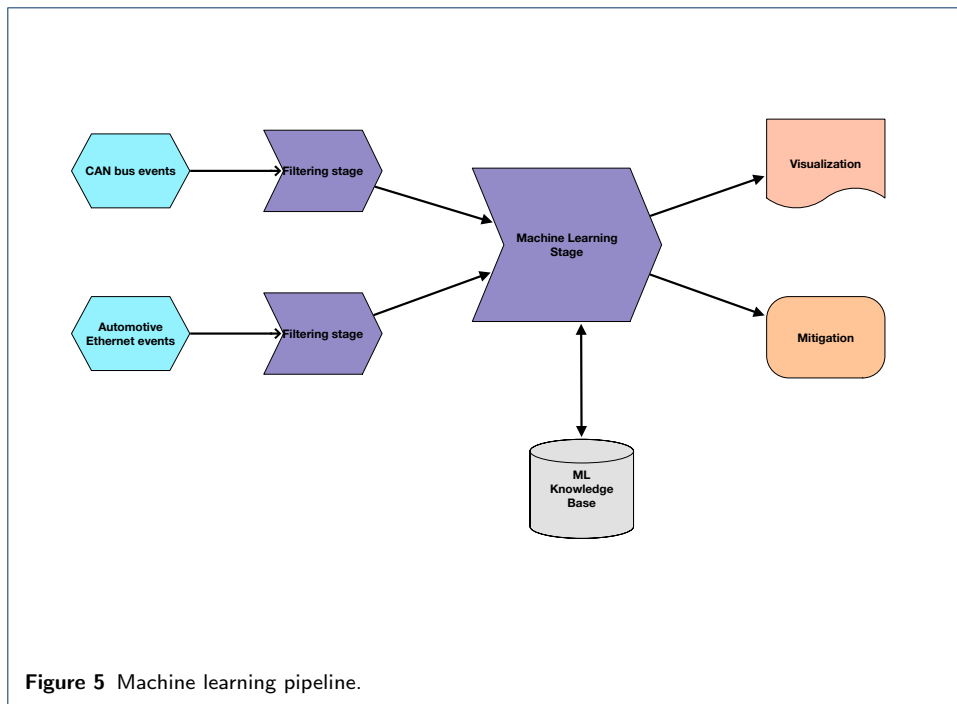 CAN bus events
Filtering stage
Visualization
Machine Learning
Stage
Automotive
Ethernet events
Filtering stage
Mitigation
ML
Knowledge
Base
Figure 5 Machine learning pipeline.